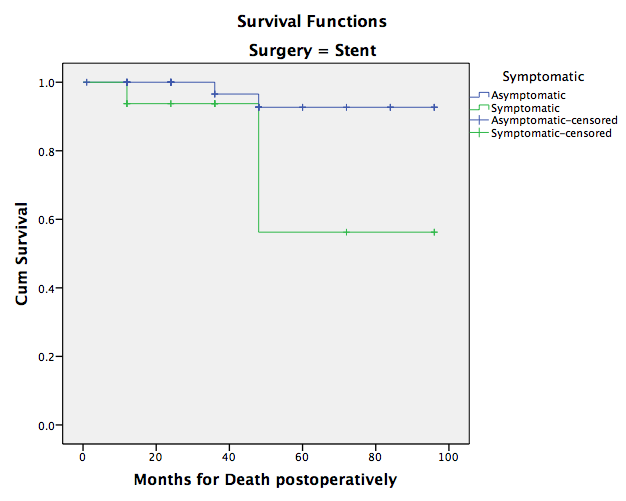 Survival Functions
Surgery = Stent
Symptomatic
Asymptomatic
Symptomatic
Asymptomatic-censored
Symptomatic-censored
Cum Survival
1.0
0.8
0.6
0.4
0.2
0.0
0 20 40 60 80 100
Months for Death postoperatively